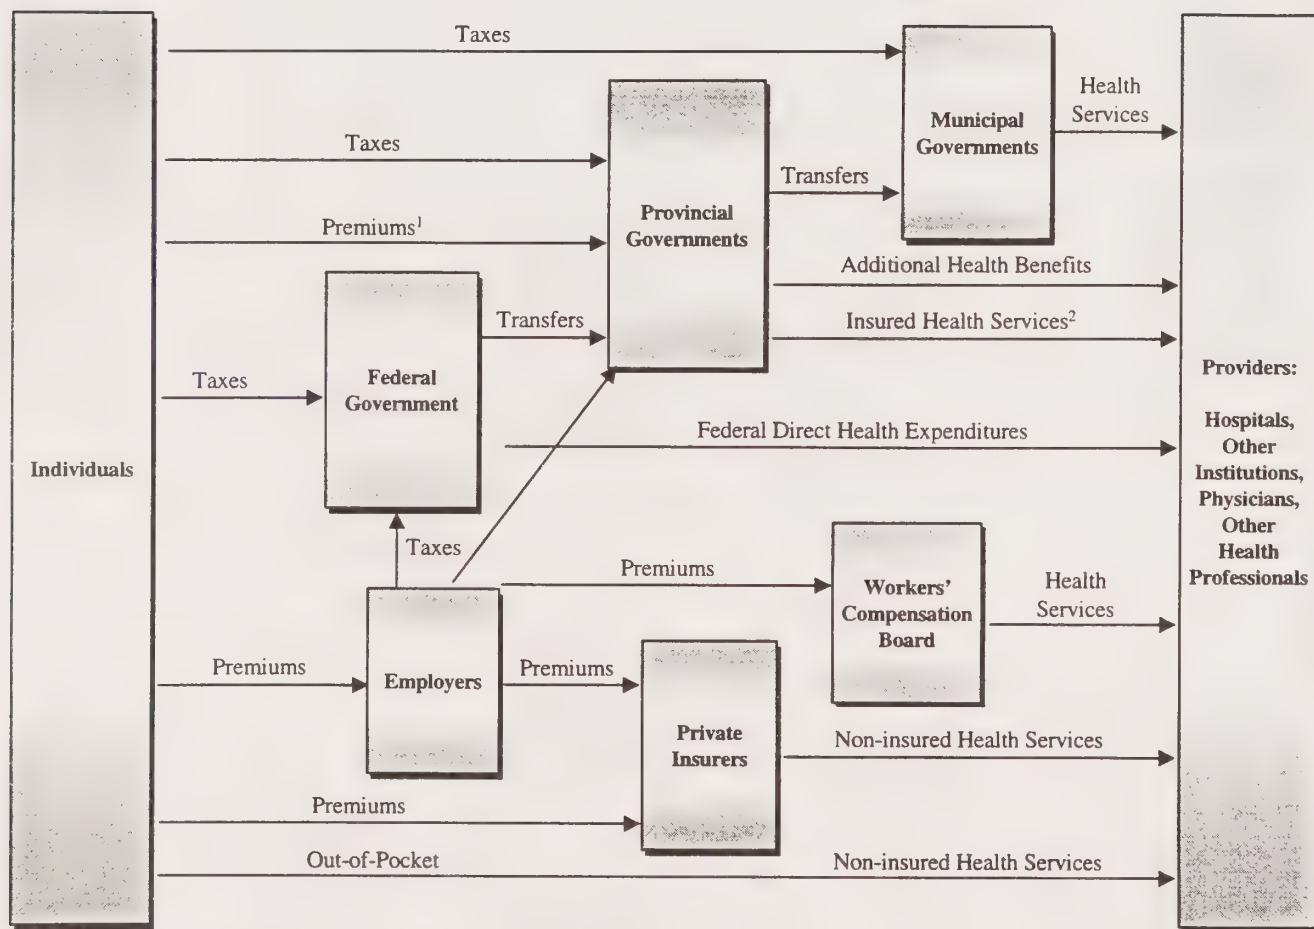 Taxes
Health
Services
Municipal
Governments
Taxes
Transfers
Provincial
Governments
Premiums¹
Additional Health Benefits
Transfers
Insured Health Services²
Providers:
Federal
Government
Taxes
Hospitals,
Other
Institutions,
Physicians,
Other
Health
Professionals
Federal Direct Health Expenditures
Individuals
Taxes
Premiums
Workers'
Compensation
Board
Health
Services
Premiums
Employers
Premiums
Private
Insurers
Non-insured Health Services
Premiums
Out-of-Pocket
Non-insured Health Services